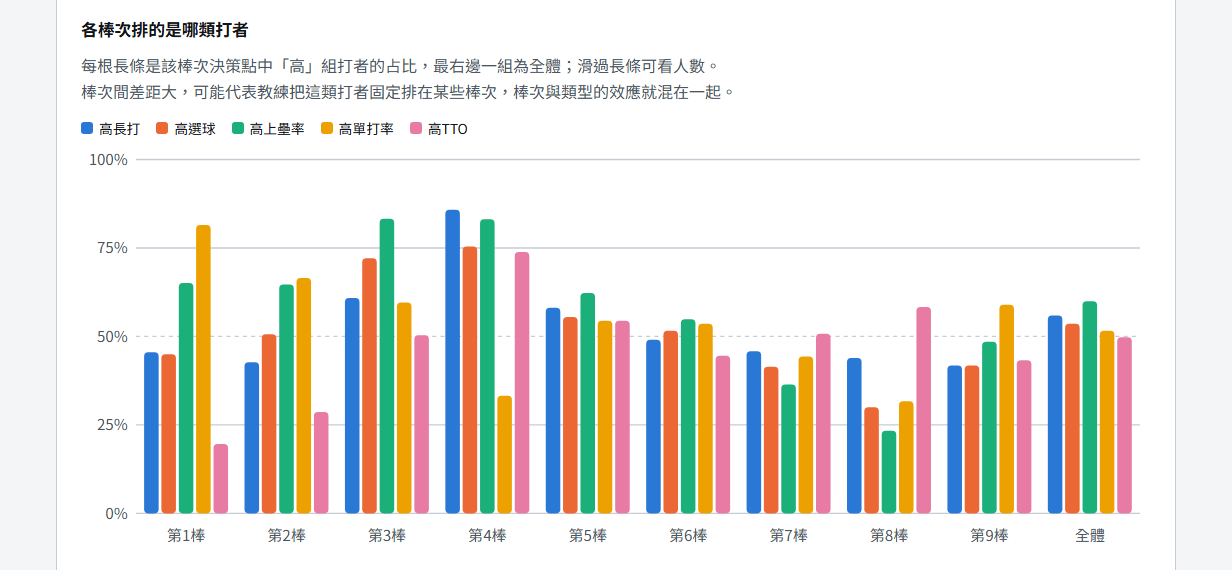 各棒次排的是哪類打者
每根長條是該棒次決策點中「高」組打者的占比，最右邊一組為全體；滑過長條可看人數。
棒次間差距大，可能代表教練把這類打者固定排在某些棒次，棒次與類型的效應就混在一起。
高長打 高選球 高上壘率 高單打率 高TTO
100%
75%
50%
25%
0%
第1棒 第2棒 第3棒 第4棒 第5棒 第6棒 第7棒 第8棒 第9棒 全體